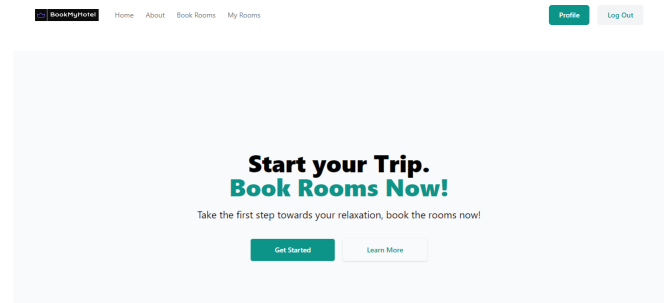 BookMyHotel Home About Book Rooms My Rooms Profile Log Out
Start your Trip.
Book Rooms Now!
Take the first step towards your relaxation, book the rooms now!
Get Started Learn More